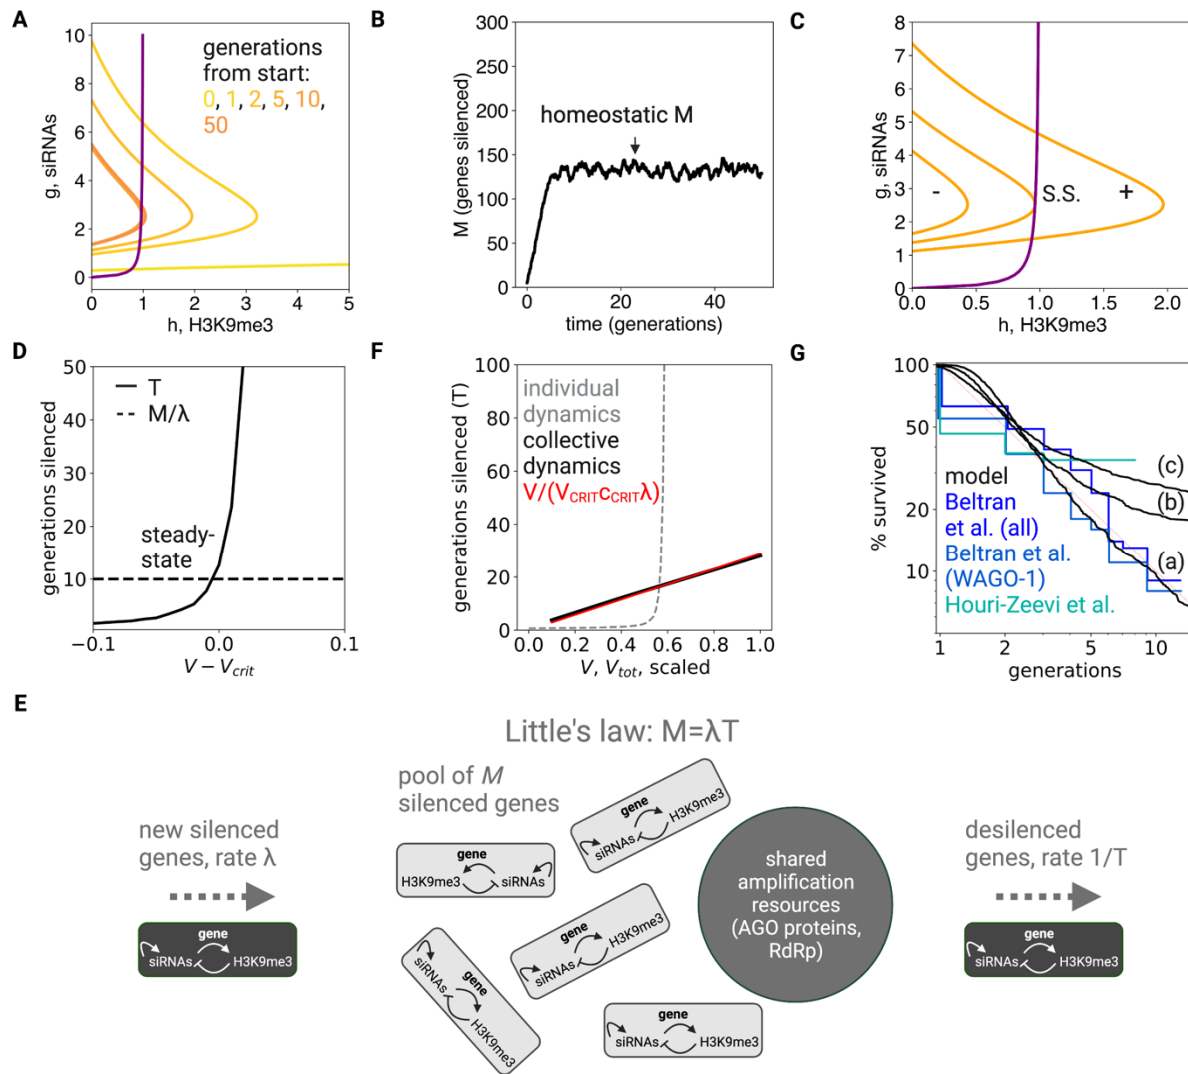 A
10
8
6
4
2
0
g, siRNAs
generations
from start:
0, 1, 2, 5, 10,
50
0
1
2
3
4
5
h, H3K9me3
B
300
250
200
150
100
50
0
M (genes silenced)
homeostatic M
0
20
40
time (generations)
C
8
7
6
5
4
3
2
1
0
g, siRNAs
-
S.S.
+
0.0
0.5
1.0
1.5
2.0
h, H3K9me3
D
50
40
30
20
10
generations silenced
T
M/λ
steady-
state
−0.1
0.0
0.1
V − Vcrit
F
100
80
60
40
20
0
generations silenced (T)
individual
dynamics
collective
dynamics
V/(VCRITcCRITλ)
0.0
0.2
0.4
0.6
0.8
1.0
V, Vtot, scaled
G
100
50
20
10
% survived
model
Beltran
et al. (all)
Beltran et al.
(WAGO-1)
Houri-Zeevi et al.
(c)
(b)
(a)
1
2
5
10
generations
E
Little's law: M=λT
pool of M
silenced genes
new silenced
genes, rate λ
gene
siRNAs
H3K9me3
gene
H3K9me3
siRNAs
gene
siRNAs
H3K9me3
gene
siRNAs
H3K9me3
gene
siRNAs
H3K9me3
gene
siRNAs
H3K9me3
shared
amplification
resources
(AGO proteins,
RdRp)
desilenced
genes, rate 1/T
gene
siRNAs
H3K9me3